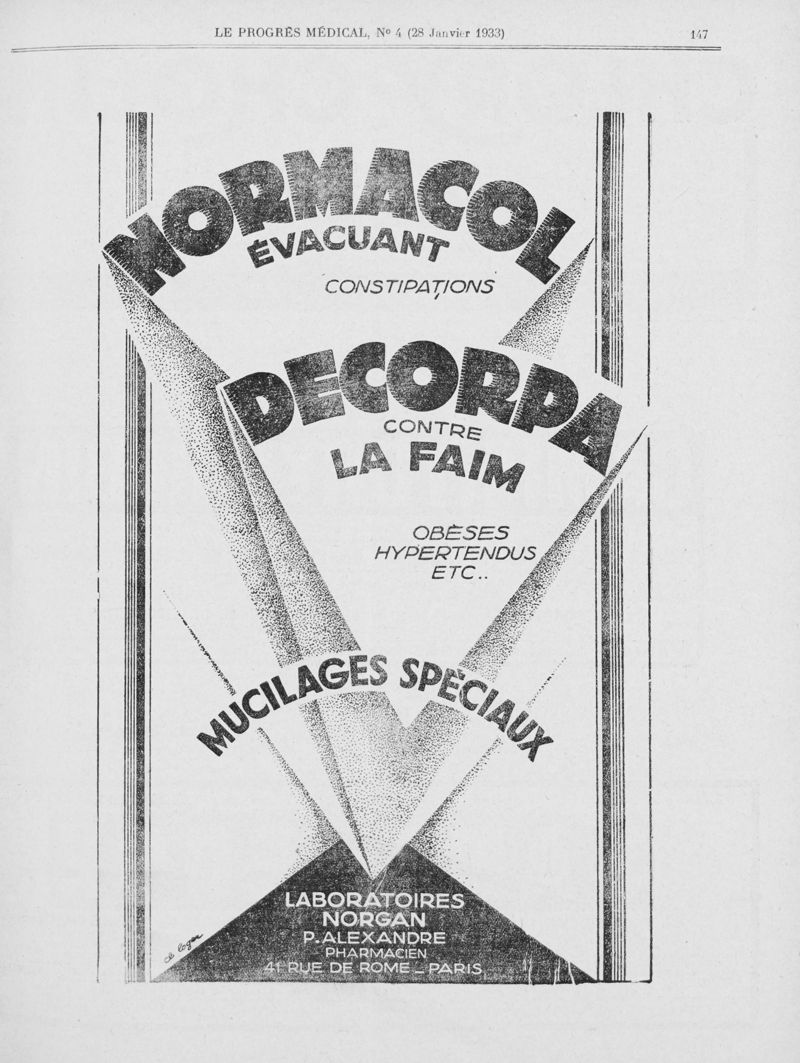 LE PROGRÈS MÉDICAL, Nº 4 (28 Janvier 1933)
147
NORMACOL
ÉVACUANT
CONSTIPATIONS
DECORPA
CONTRE
LA FAIM
OBÈSES
HYPERTENDUS
ETC..
MUCILAGES SPÉCIAUX
LABORATOIRES
NORGAN
P. ALEXANDRE
PHARMACIEN
41 RUE DE ROME _ PARIS